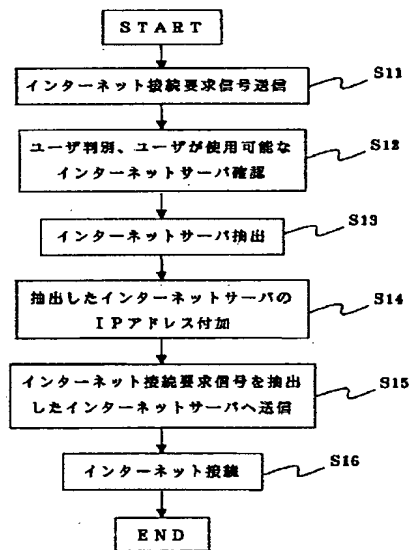 START
インターネット接続要求信号送信
S11
ユーザ判別、ユーザが使用可能な
インターネットサーバ確認
S12
インターネットサーバ抽出
S13
抽出したインターネットサーバの
IPアドレス付加
S14
インターネット接続要求信号を抽出
したインターネットサーバへ送信
S15
インターネット接続
S16
END